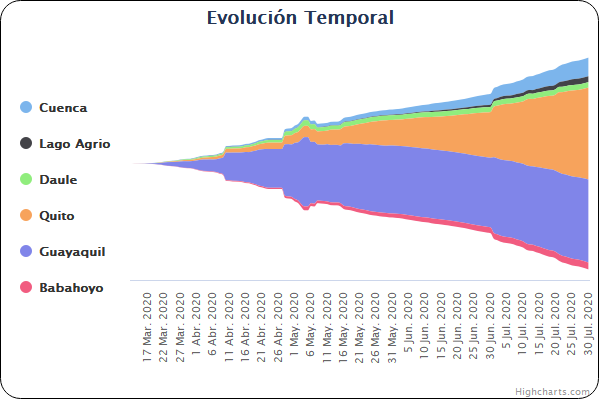 Evolución Temporal
Cuenca
Lago Agrio
Daule
Quito
Guayaquil
Babahoyo
17 Mar. 2020
22 Mar. 2020
27 Mar. 2020
1 Abr. 2020
6 Abr. 2020
11 Abr. 2020
16 Abr. 2020
21 Abr. 2020
26 Abr. 2020
1 May. 2020
6 May. 2020
11 May. 2020
16 May. 2020
21 May. 2020
26 May. 2020
31 May. 2020
5 Jun. 2020
10 Jun. 2020
15 Jun. 2020
20 Jun. 2020
25 Jun. 2020
30 Jun. 2020
5 Jul. 2020
10 Jul. 2020
15 Jul. 2020
20 Jul. 2020
25 Jul. 2020
30 Jul. 2020
Highcharts.com